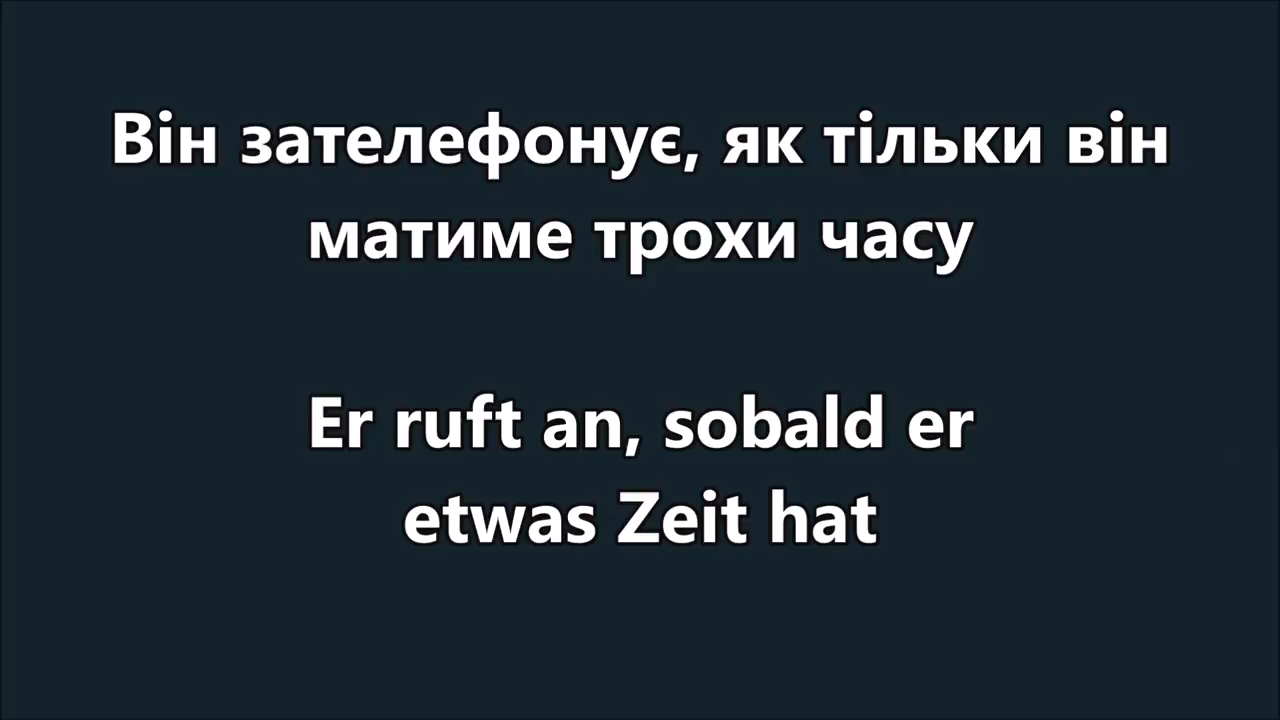 Він зателефонує, як тільки він
матиме трохи часу
Er ruft an, sobald er
etwas Zeit hat